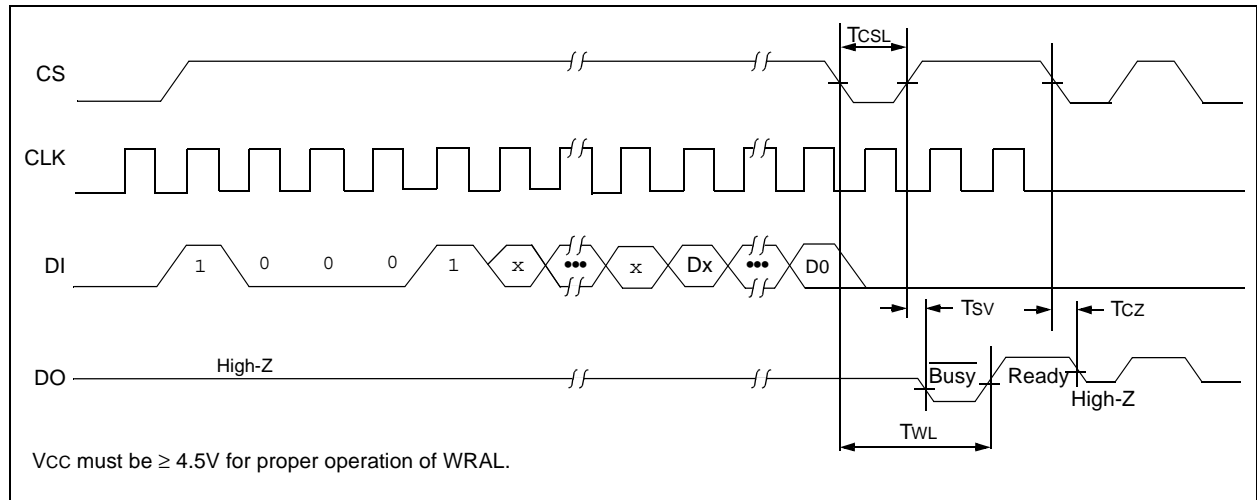 TCSL
CS
CLK
DI 1 0 0 0 1 x ••• x Dx ••• D0
TSV TCZ
High-Z
DO Busy Ready
High-Z
TWL
VCC must be ≥ 4.5V for proper operation of WRAL.